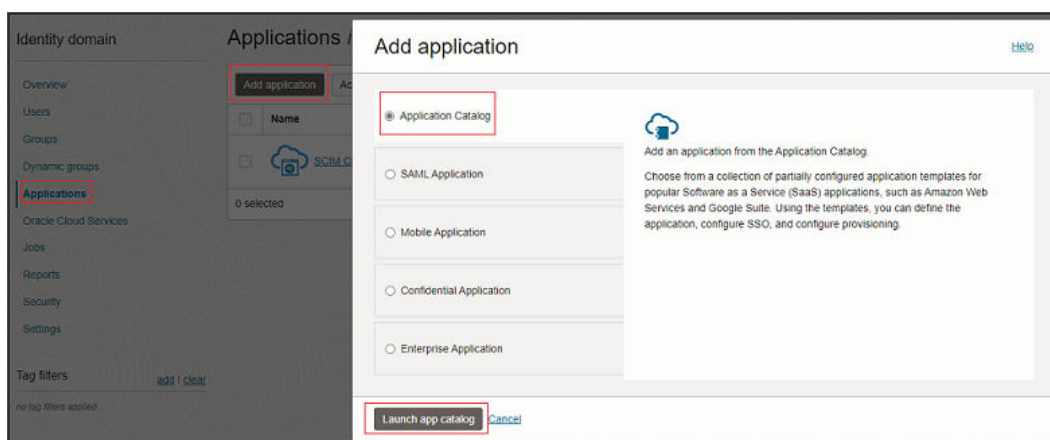 Identity domain
Overview
Users
Groups
Dynamic groups
Applications
Oracle Cloud Services
Jobs
Reports
Security
Settings
Tag filters
add | clear
no tag filters applied
Applications
Add application
Ac
Name
SCIM C
0 selected
Add application
Help
Application Catalog
SAML Application
Mobile Application
Confidential Application
Enterprise Application
Add an application from the Application Catalog.
Choose from a collection of partially configured application templates for
popular Software as a Service (SaaS) applications, such as Amazon Web
Services and Google Suite. Using the templates, you can define the
application, configure SSO, and configure provisioning.
Launch app catalog
Cancel